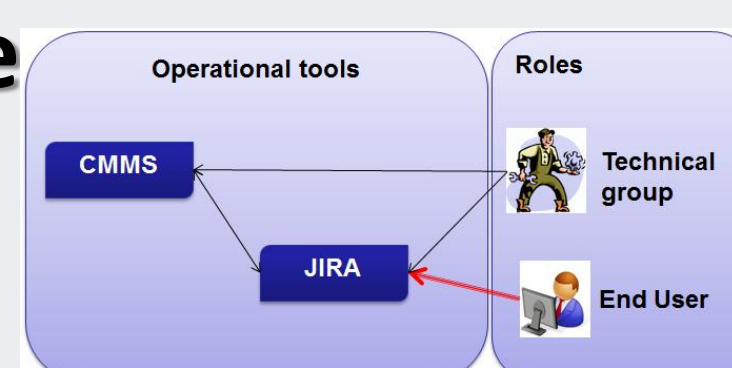 e
Operational tools
Roles
CMMS
Technical
group
JIRA
End User